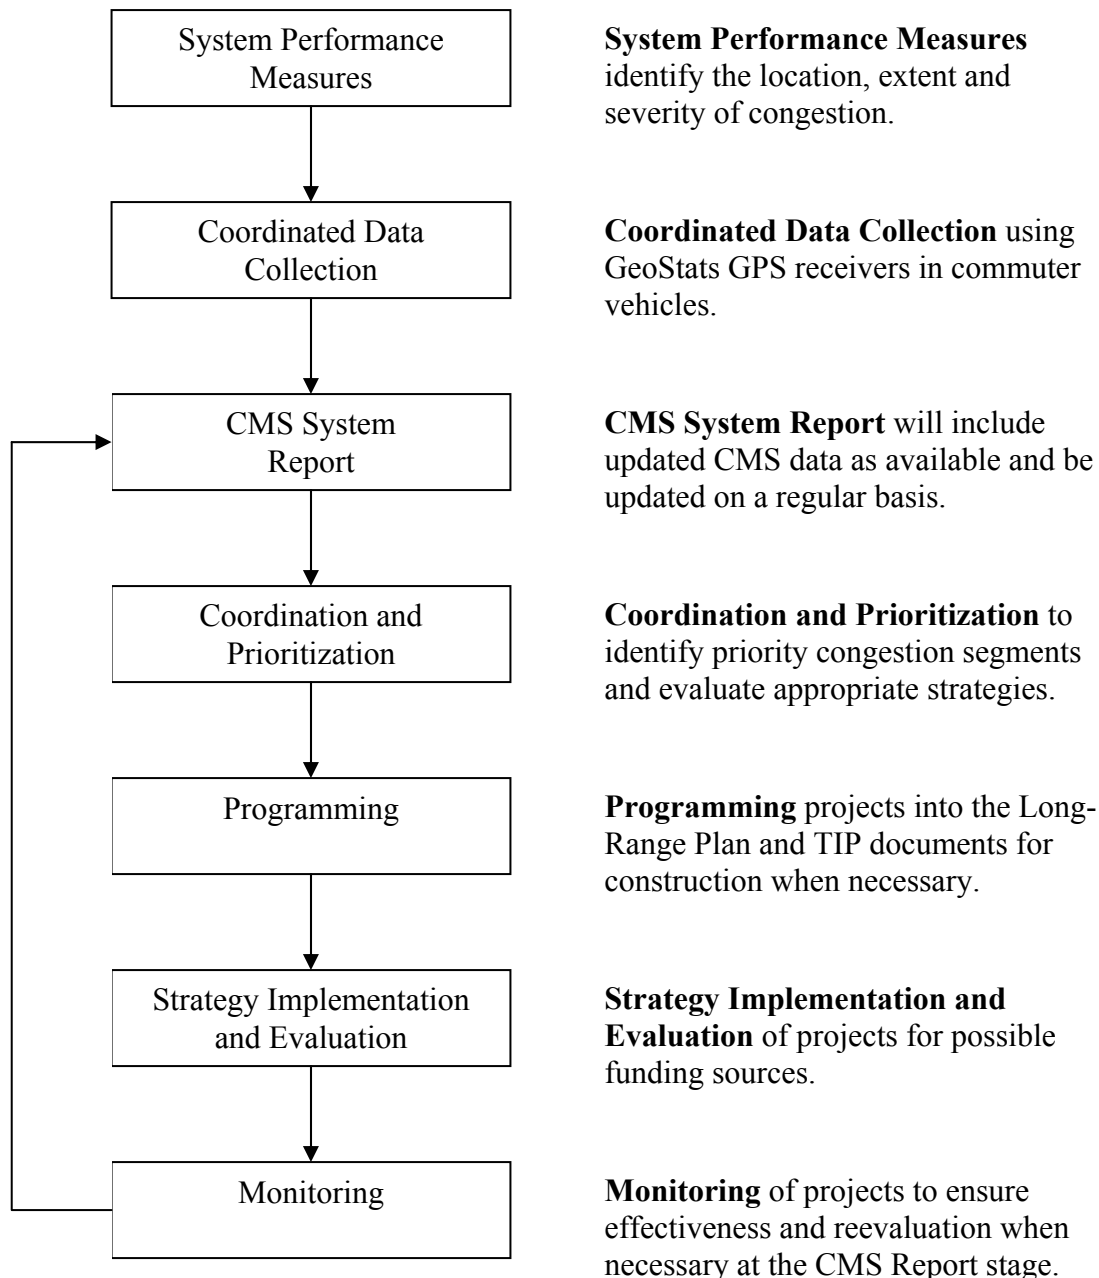 System Performance
Measures
System Performance Measures
identify the location, extent and
severity of congestion.
Coordinated Data
Collection
Coordinated Data Collection using
GeoStats GPS receivers in commuter
vehicles.
CMS System
Report
CMS System Report will include
updated CMS data as available and be
updated on a regular basis.
Coordination and
Prioritization
Coordination and Prioritization to
identify priority congestion segments
and evaluate appropriate strategies.
Programming
Programming projects into the Long-
Range Plan and TIP documents for
construction when necessary.
Strategy Implementation
and Evaluation
Strategy Implementation and
Evaluation of projects for possible
funding sources.
Monitoring
Monitoring of projects to ensure
effectiveness and reevaluation when
necessary at the CMS Report stage.